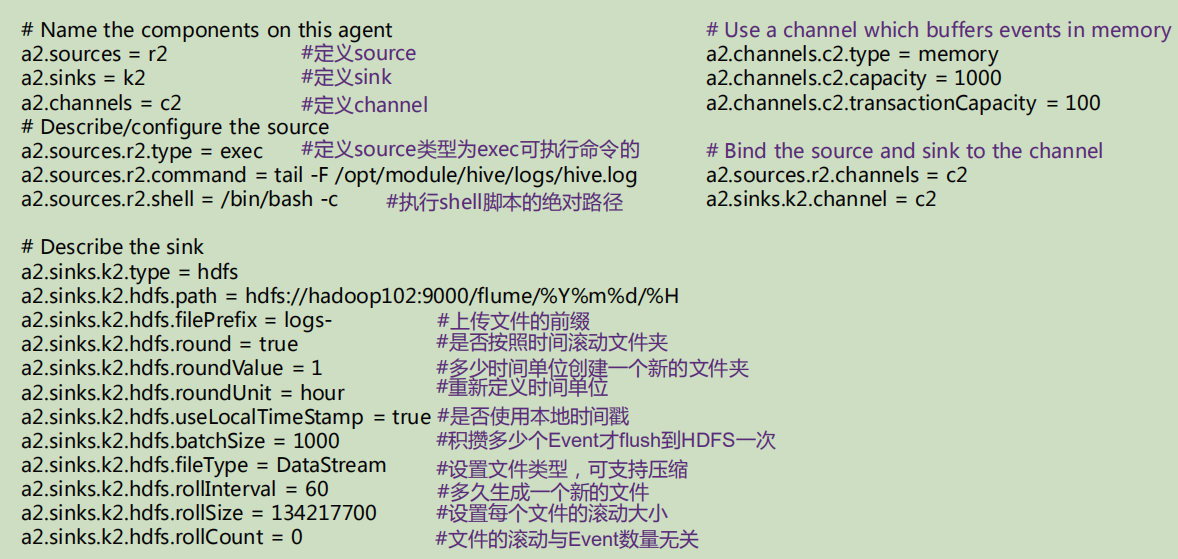 # Name the components on this agent
a2.sources = r2 #定义source
a2.sinks = k2 #定义sink
a2.channels = c2 #定义channel
# Describe/configure the source
a2.sources.r2.type = exec #定义source类型为exec可执行命令的
a2.sources.r2.command = tail -F /opt/module/hive/logs/hive.log
a2.sources.r2.shell = /bin/bash -c #执行shell脚本的绝对路径
# Describe the sink
a2.sinks.k2.type = hdfs
a2.sinks.k2.hdfs.path = hdfs://hadoop102:9000/flume/%Y%m%d/%H
a2.sinks.k2.hdfs.filePrefix = logs- #上传文件的前缀
a2.sinks.k2.hdfs.round = true #是否按照时间滚动文件夹
a2.sinks.k2.hdfs.roundValue = 1 #多少时间单位创建一个新的文件夹
a2.sinks.k2.hdfs.roundUnit = hour #重新定义时间单位
a2.sinks.k2.hdfs.useLocalTimeStamp = true #是否使用本地时间戳
a2.sinks.k2.hdfs.batchSize = 1000 #积攒多少个Event才flush到HDFS一次
a2.sinks.k2.hdfs.fileType = DataStream #设置文件类型，可支持压缩
a2.sinks.k2.hdfs.rollInterval = 60 #多久生成一个新的文件
a2.sinks.k2.hdfs.rollSize = 134217700 #设置每个文件的滚动大小
a2.sinks.k2.hdfs.rollCount = 0 #文件的滚动与Event数量无关
# Use a channel which buffers events in memory
a2.channels.c2.type = memory
a2.channels.c2.capacity = 1000
a2.channels.c2.transactionCapacity = 100
# Bind the source and sink to the channel
a2.sources.r2.channels = c2
a2.sinks.k2.channel = c2